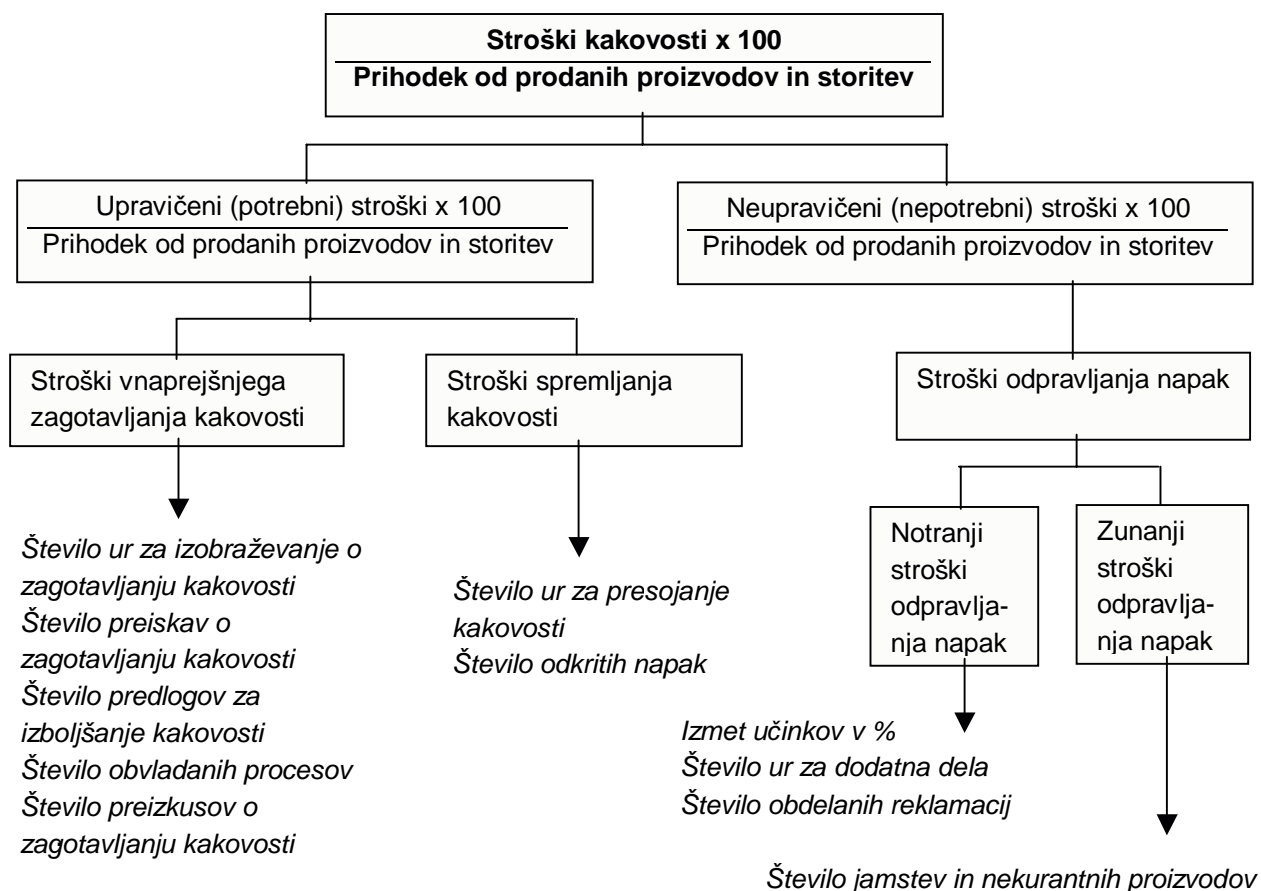 Stroški kakovosti x 100
Prihodek od prodanih proizvodov in storitev
Upravičeni (potrebni) stroški x 100
Prihodek od prodanih proizvodov in storitev
Neupravičeni (nepotrebni) stroški x 100
Prihodek od prodanih proizvodov in storitev
Stroški vnaprejšnjega
zagotavljanja kakovosti
Stroški spremljanja
kakovosti
Stroški odpravljanja napak
Število ur za izobraževanje o
zagotavljanju kakovosti
Število preiskav o
zagotavljanju kakovosti
Število predlogov za
izboljšanje kakovosti
Število obvladanih procesov
Število preizkusov o
zagotavljanju kakovosti
Število ur za presojanje
kakovosti
Število odkritih napak
Notranji
stroški
odpravlja-
nja napak
Zunanji
stroški
odpravlja-
nja napak
Izmet učinkov v %
Število ur za dodatna dela
Število obdelanih reklamacij
Število jamstev in nekurantnih proizvodov